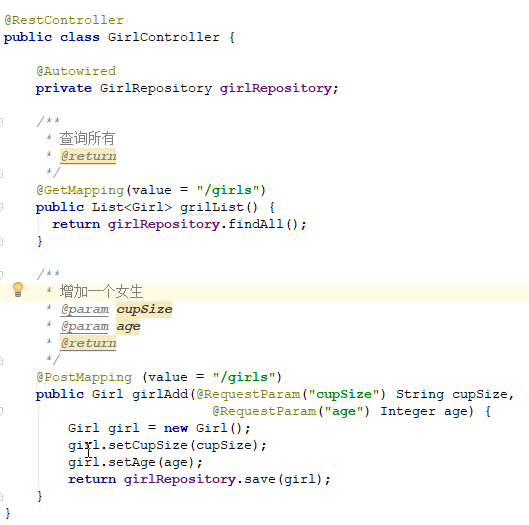 @RestController
public class GirlController {
@Autowired
private GirlRepository girlRepository;
/**
* 查询所有
* @return
*/
@GetMapping(value = "/girls")
public List<Girl> grilList() {
return girlRepository.findAll();
}
/**
* 增加一个女生
* @param cupSize
* @param age
* @return
*/
@PostMapping (value = "/girls")
public Girl girlAdd(@RequestParam("cupSize") String cupSize,
@RequestParam("age") Integer age) {
Girl girl = new Girl();
girl.setCupSize(cupSize);
girl.setAge(age);
return girlRepository.save(girl);
}
}